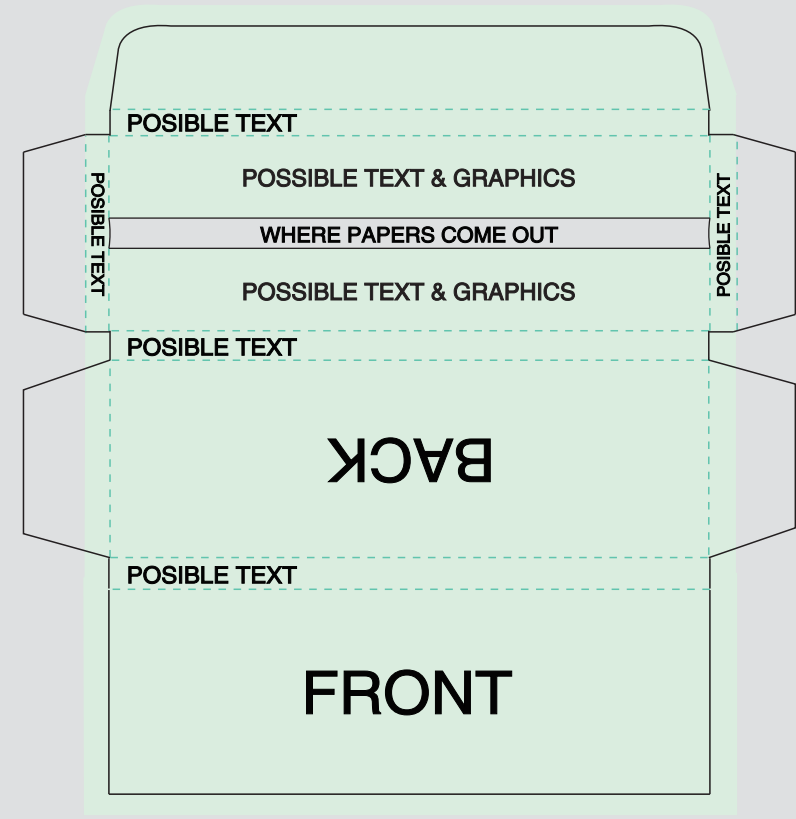 POSIBLE TEXT
POSSIBLE TEXT & GRAPHICS
POSIBLE TEXT
WHERE PAPERS COME OUT
POSIBLE TEXT
POSSIBLE TEXT & GRAPHICS
POSIBLE TEXT
BACK
POSIBLE TEXT
FRONT